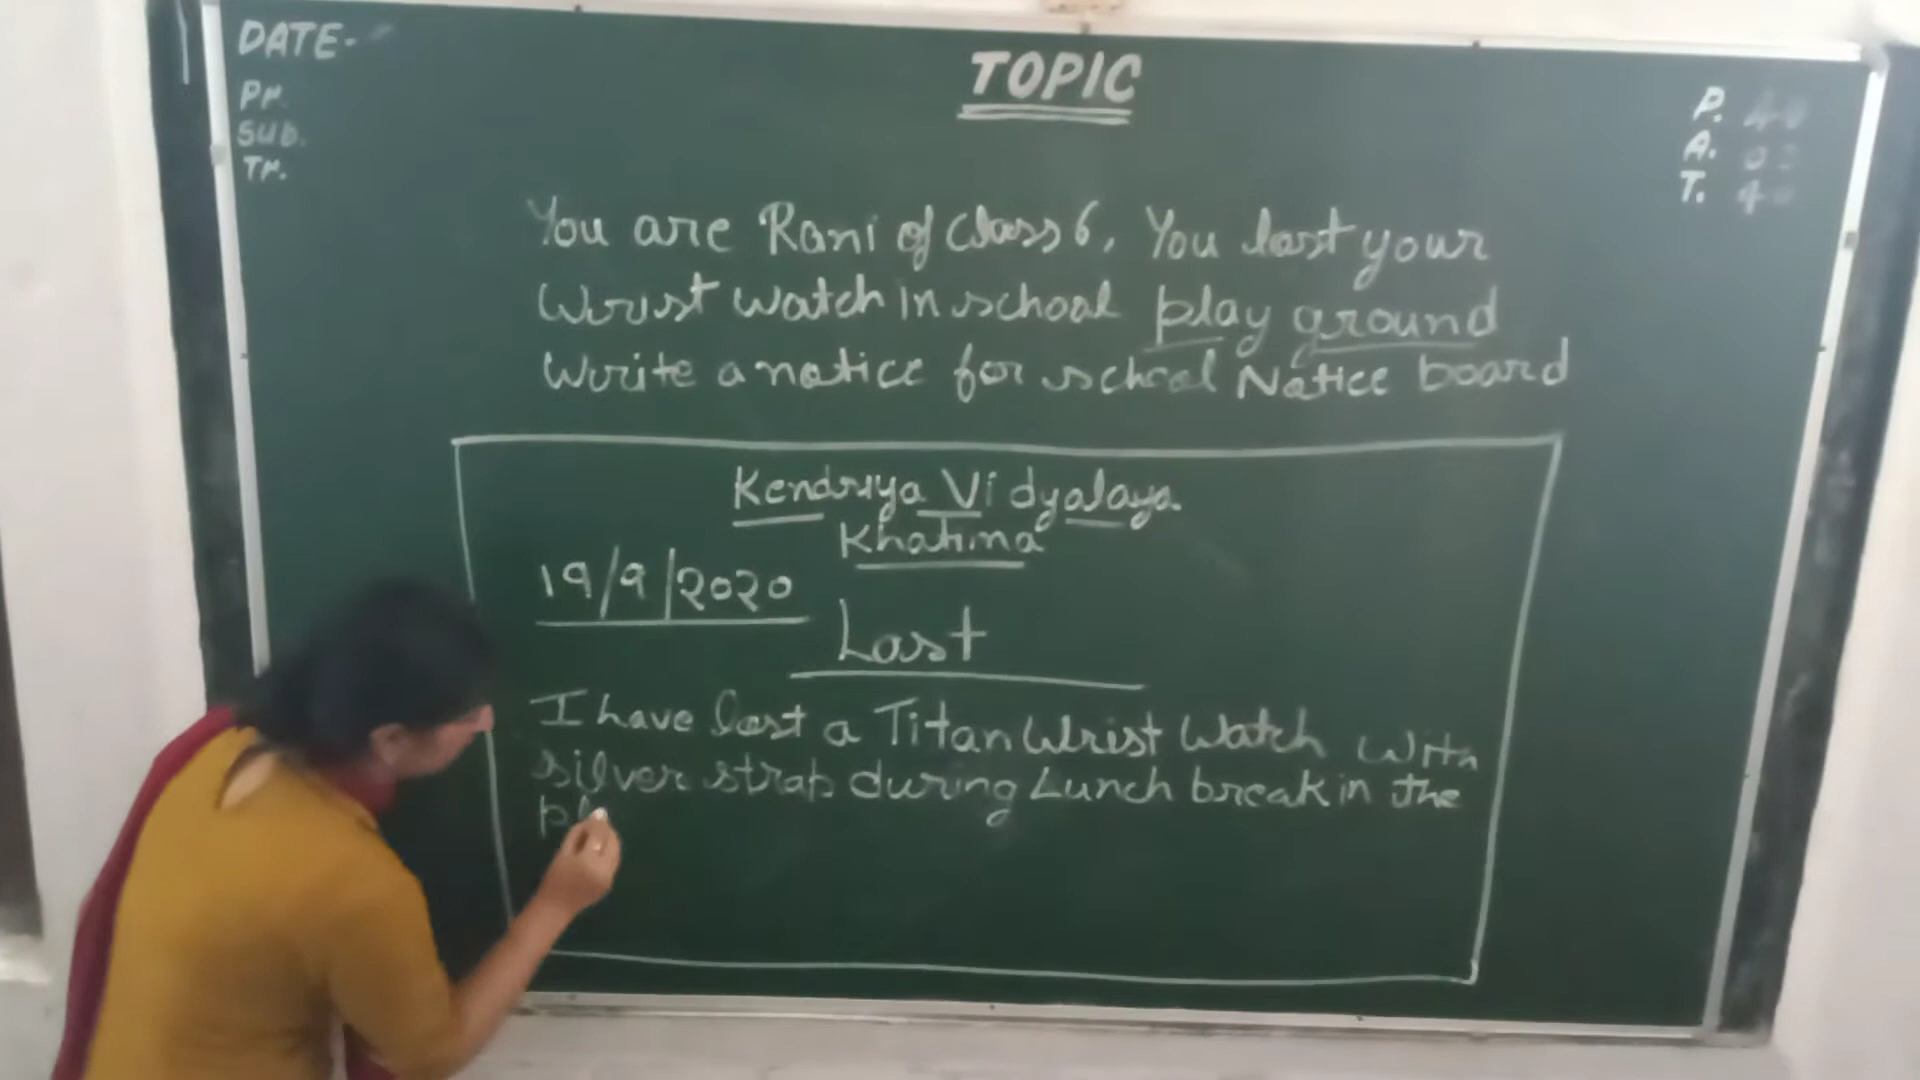 DATE-
Pr.
Sub.
Tr.
TOPIC
P. 40
A.
T.
You are Rani of class 6. You lost your
Wrist watch in school play ground
Write a notice for school Notice board
Kendriya Vidyalaya
Khatima
19/9/2020
Lost
I have lost a Titan Wrist Watch with
silver strap during Lunch break in the
pl